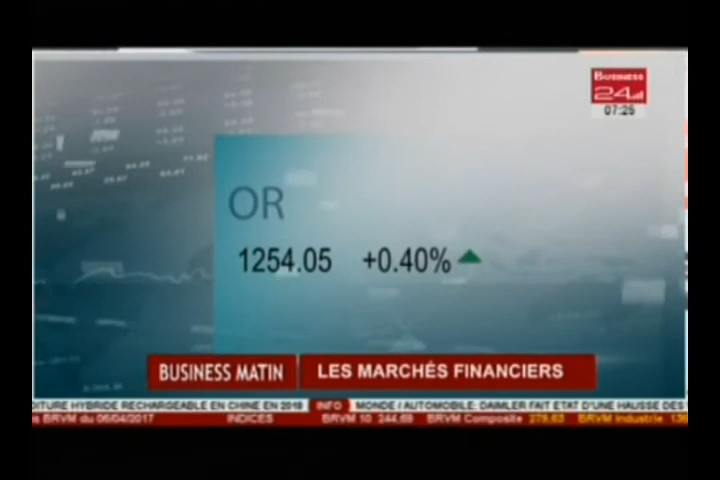 BUSINESS
24
07:25
OR
1254.05 +0.40%
BUSINESS MATIN LES MARCHÉS FINANCIERS
OITURE HYBRIDE RECHARGEABLE EN CHINE EN 2018 INFO MONDE / AUTOMOBILE: DAIMLER FAIT ETAT D'UNE HAUSSE DES
BRVM du 06/04/2017 INDICES BRVM 10 244,69 BRVM Composite 279,63 BRVM Industrie